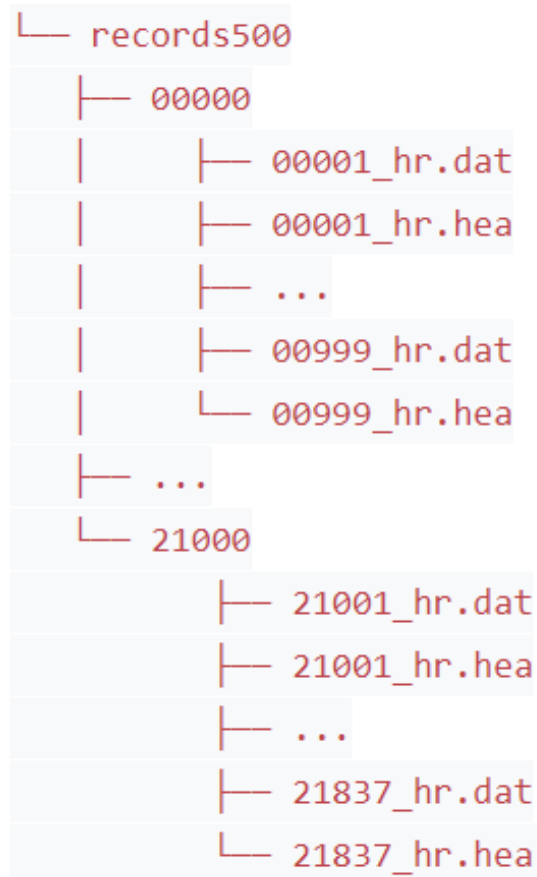 └── records500
├── 00000
│ ├── 00001_hr.dat
│ ├── 00001_hr.hea
│ ├── ...
│ ├── 00999_hr.dat
│ └── 00999_hr.hea
├── ...
└── 21000
├── 21001_hr.dat
├── 21001_hr.hea
├── ...
├── 21837_hr.dat
└── 21837_hr.hea